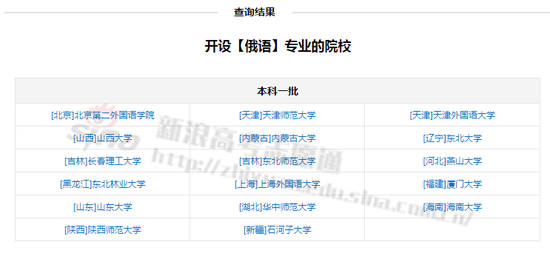 查询结果
开设【俄语】专业的院校
本科一批
[北京]北京第二外国语学院 [天津]天津师范大学 [天津]天津外国语大学
[山西]山西大学 [内蒙古]内蒙古大学 [辽宁]东北大学
[吉林]长春理工大学 [吉林]东北师范大学 [河北]燕山大学
[黑龙江]东北林业大学 [上海]上海外国语大学 [福建]厦门大学
[山东]山东大学 [湖北]华中师范大学 [海南]海南大学
[陕西]陕西师范大学 [新疆]石河子大学
sina 新浪高考志愿通
http://zhiyuan.edu.sina.com.cn/